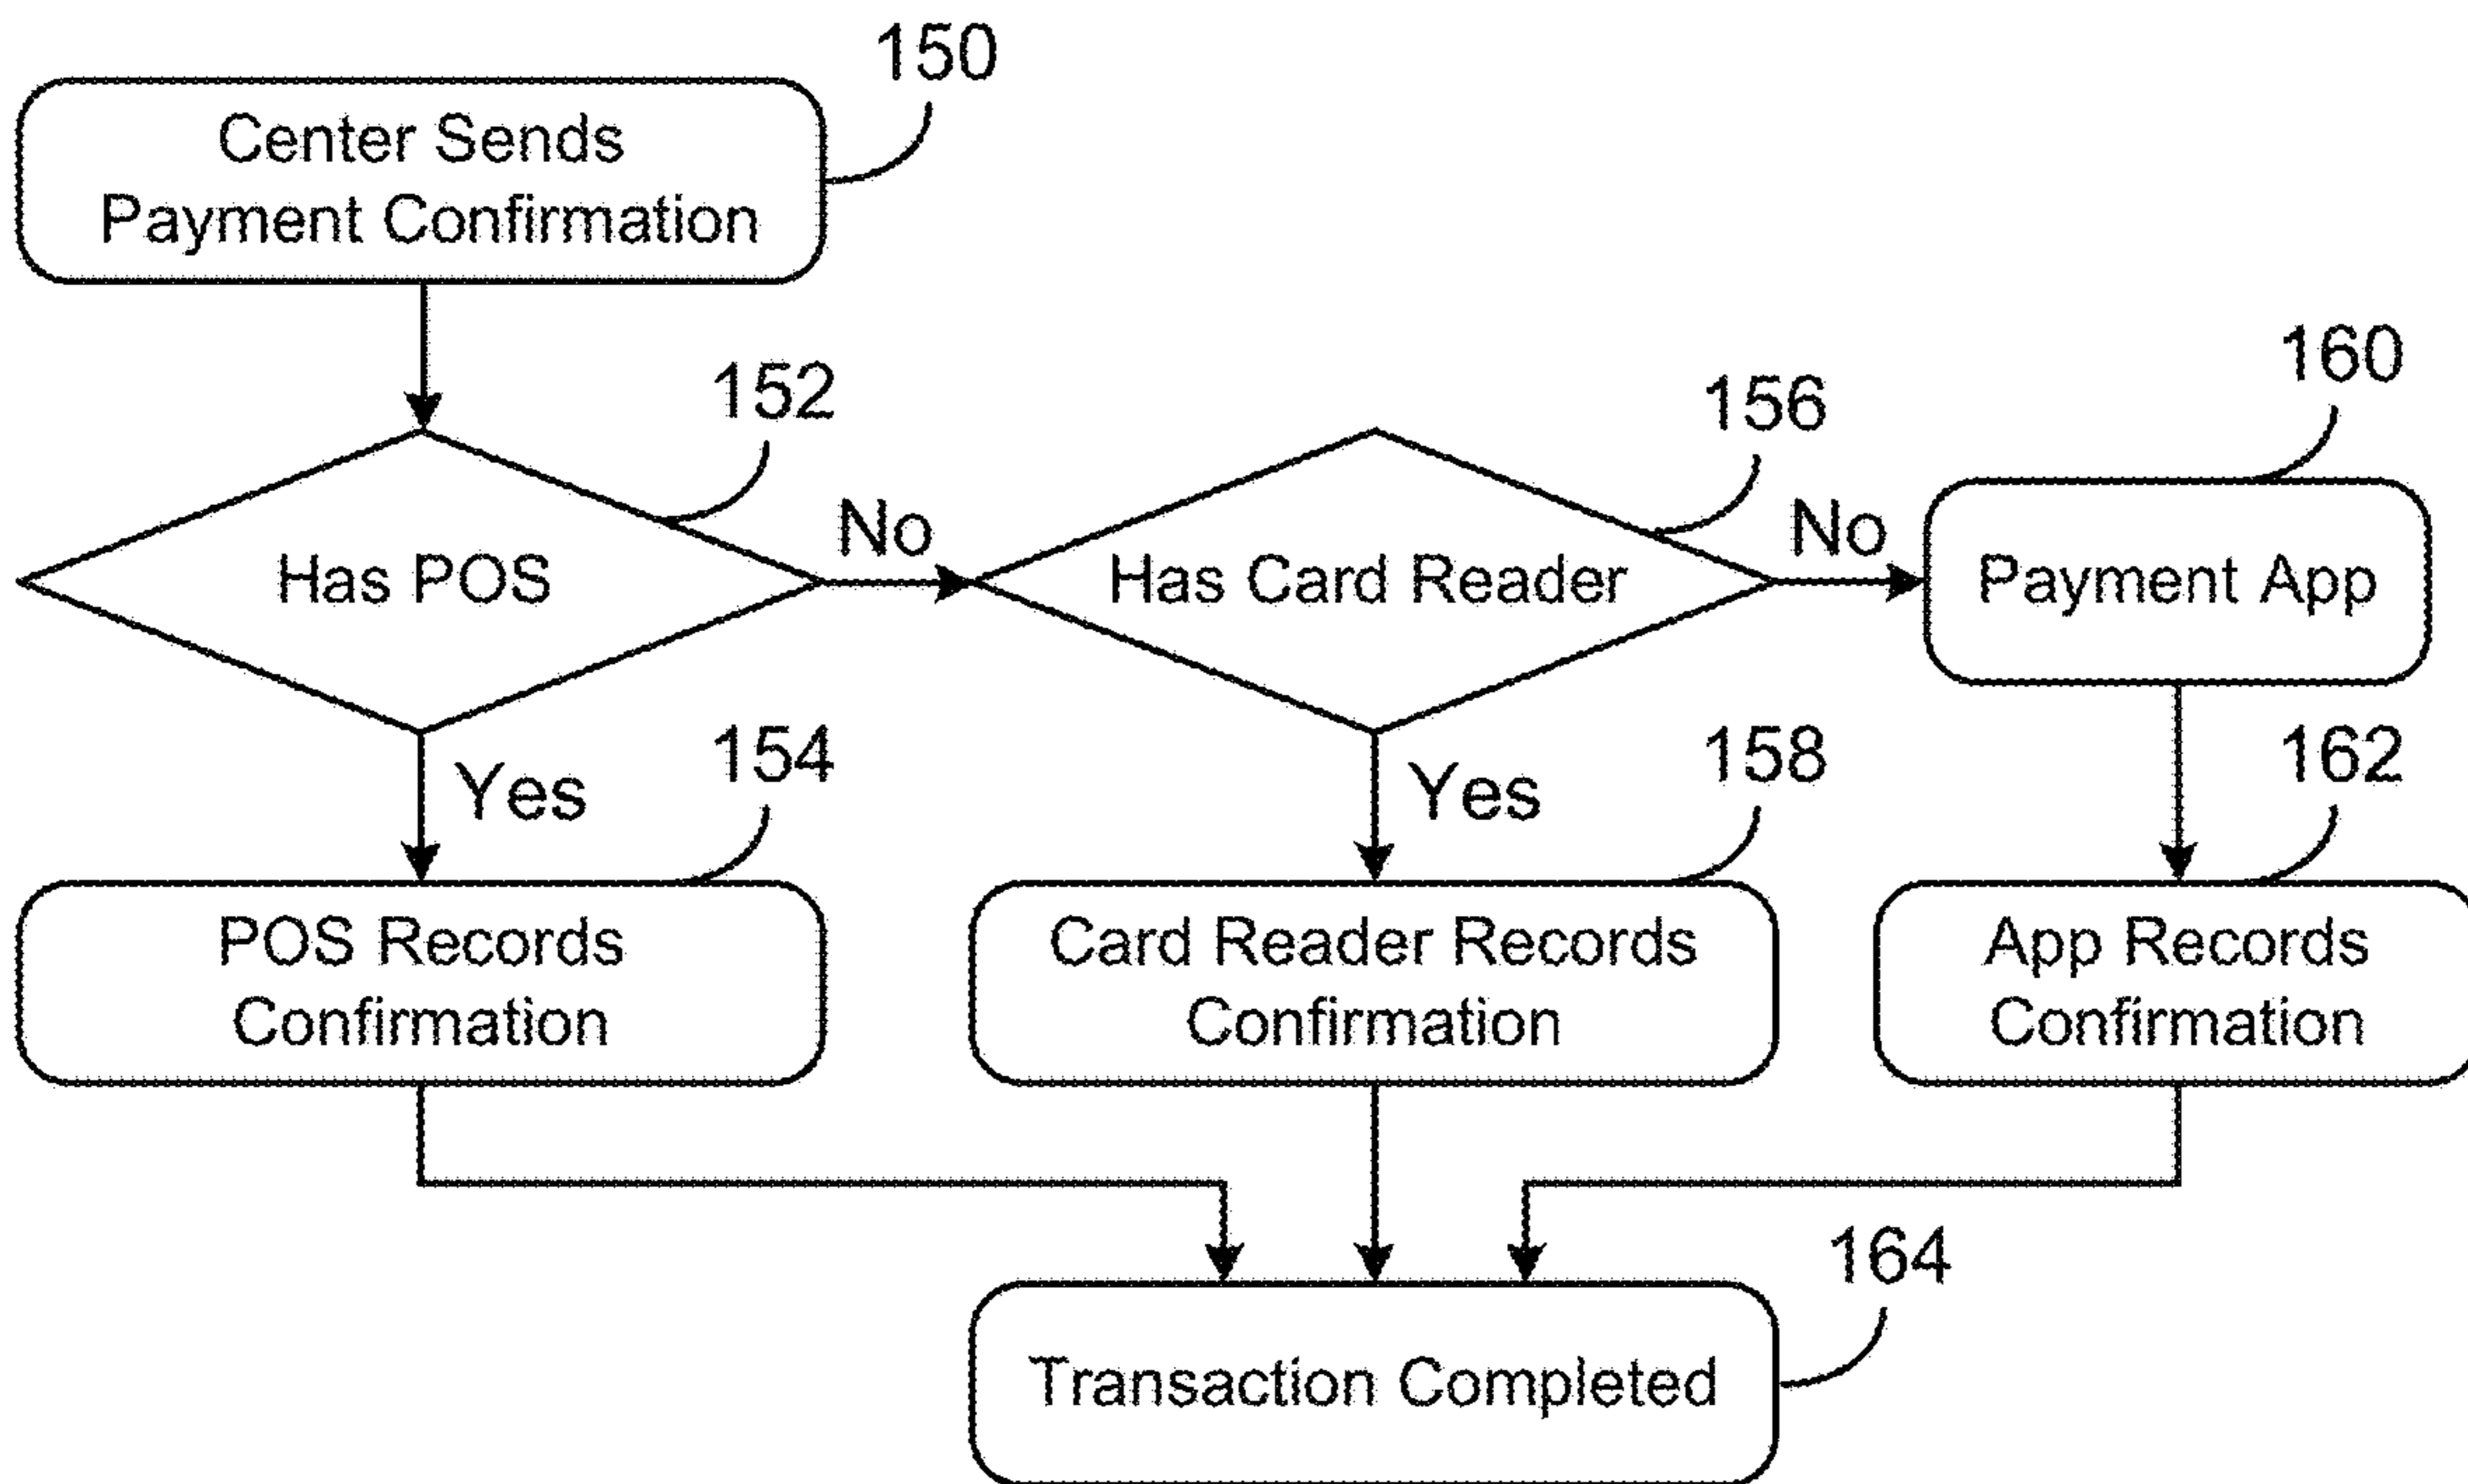 150
Center Sends
Payment Confirmation
152
156
160
Has POS
No
Has Card Reader
No
Payment App
Yes
154
Yes
158
162
POS Records
Confirmation
Card Reader Records
Confirmation
App Records
Confirmation
164
Transaction Completed